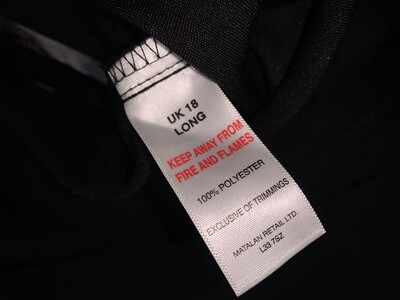 UK 18
LONG
KEEP AWAY FROM
FIRE AND FLAMES
100% POLYESTER
EXCLUSIVE OF TRIMMINGS
MATALAN RETAIL LTD
L33 7SZ